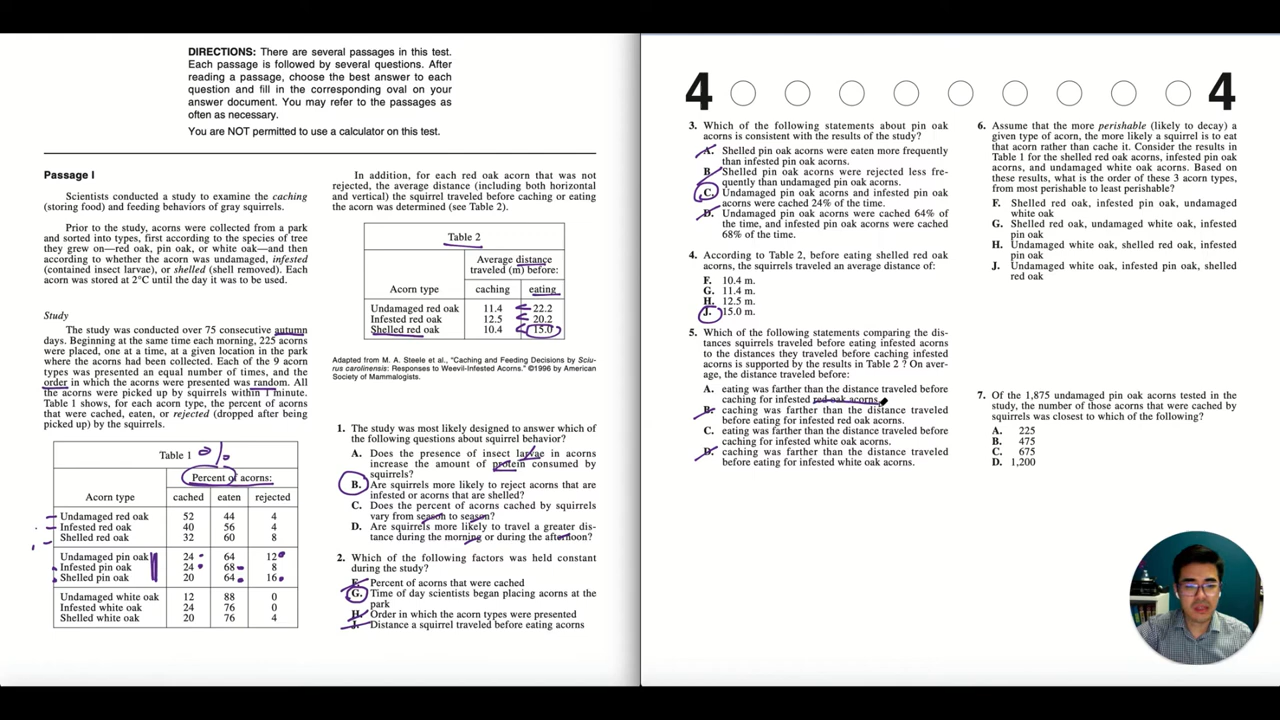 DIRECTIONS: There are several passages in this test.
Each passage is followed by several questions. After
reading a passage, choose the best answer to each
question and fill in the corresponding oval on your
answer document. You may refer to the passages as
often as necessary.
You are NOT permitted to use a calculator on this test.
Passage I
Scientists conducted a study to examine the caching
(storing food) and feeding behaviors of gray squirrels.
Prior to the study, acorns were collected from a park
and sorted into types, first according to the species of tree
they grew on—red oak, pin oak, or white oak—and then
according to whether the acorn was undamaged, infested
(contained insect larvae), or shelled (shell removed). Each
acorn was stored at 2°C until the day it was to be used.
Study
The study was conducted over 75 consecutive autumn
days. Beginning at the same time each morning, 225 acorns
were placed, one at a time, at a given location in the park
where the acorns had been collected. Each of the 9 acorn
types was presented an equal number of times, and the
order in which the acorns were presented was random. All
the acorns were picked up by squirrels within 1 minute.
Table 1 shows, for each acorn type, the percent of acorns
that were cached, eaten, or rejected (dropped after being
picked up) by the squirrels.
Table 1 %
Percent of acorns:
Acorn type cached eaten rejected
Undamaged red oak 52 44 4
Infested red oak 40 56 4
Shelled red oak 32 60 8
Undamaged pin oak 24 64 12
Infested pin oak 24 68 8
Shelled pin oak 20 64 16
Undamaged white oak 12 88 0
Infested white oak 24 76 0
Shelled white oak 20 76 4
In addition, for each red oak acorn that was not
rejected, the average distance (including both horizontal
and vertical) the squirrel traveled before caching or eating
the acorn was determined (see Table 2).
Table 2
Average distance
traveled (m) before:
Acorn type caching eating
Undamaged red oak 11.4 < 22.2
Infested red oak 12.5 < 20.2
Shelled red oak 10.4 < 15.0
Adapted from M. A. Steele et al., "Caching and Feeding Decisions by Sciu-
rus carolinensis: Responses to Weevil-Infested Acorns." ©1996 by American
Society of Mammalogists.
1. The study was most likely designed to answer which of
the following questions about squirrel behavior?
A. Does the presence of insect larvae in acorns
increase the amount of protein consumed by
squirrels?
B. Are squirrels more likely to reject acorns that are
infested or acorns that are shelled?
C. Does the percent of acorns cached by squirrels
vary from season to season?
D. Are squirrels more likely to travel a greater dis-
tance during the morning or during the afternoon?
2. Which of the following factors was held constant
during the study?
F. Percent of acorns that were cached
G. Time of day scientists began placing acorns at the
park
H. Order in which the acorn types were presented
J. Distance a squirrel traveled before eating acorns
4 4
3. Which of the following statements about pin oak
acorns is consistent with the results of the study?
A. Shelled pin oak acorns were eaten more frequently
than infested pin oak acorns.
B. Shelled pin oak acorns were rejected less fre-
quently than undamaged pin oak acorns.
C. Undamaged pin oak acorns and infested pin oak
acorns were cached 24% of the time.
D. Undamaged pin oak acorns were cached 64% of
the time, and infested pin oak acorns were cached
68% of the time.
4. According to Table 2, before eating shelled red oak
acorns, the squirrels traveled an average distance of:
F. 10.4 m.
G. 11.4 m.
H. 12.5 m.
J. 15.0 m.
5. Which of the following statements comparing the dis-
tances squirrels traveled before eating infested acorns
to the distances they traveled before caching infested
acorns is supported by the results in Table 2 ? On aver-
age, the distance traveled before:
A. eating was farther than the distance traveled before
caching for infested red oak acorns.
B. caching was farther than the distance traveled
before eating for infested red oak acorns.
C. eating was farther than the distance traveled before
caching for infested white oak acorns.
D. caching was farther than the distance traveled
before eating for infested white oak acorns.
6. Assume that the more perishable (likely to decay) a
given type of acorn, the more likely a squirrel is to eat
that acorn rather than cache it. Consider the results in
Table 1 for the shelled red oak acorns, infested pin oak
acorns, and undamaged white oak acorns. Based on
these results, what is the order of these 3 acorn types,
from most perishable to least perishable?
F. Shelled red oak, infested pin oak, undamaged
white oak
G. Shelled red oak, undamaged white oak, infested
pin oak
H. Undamaged white oak, shelled red oak, infested
pin oak
J. Undamaged white oak, infested pin oak, shelled
red oak
7. Of the 1,875 undamaged pin oak acorns tested in the
study, the number of those acorns that were cached by
squirrels was closest to which of the following?
A. 225
B. 475
C. 675
D. 1,200